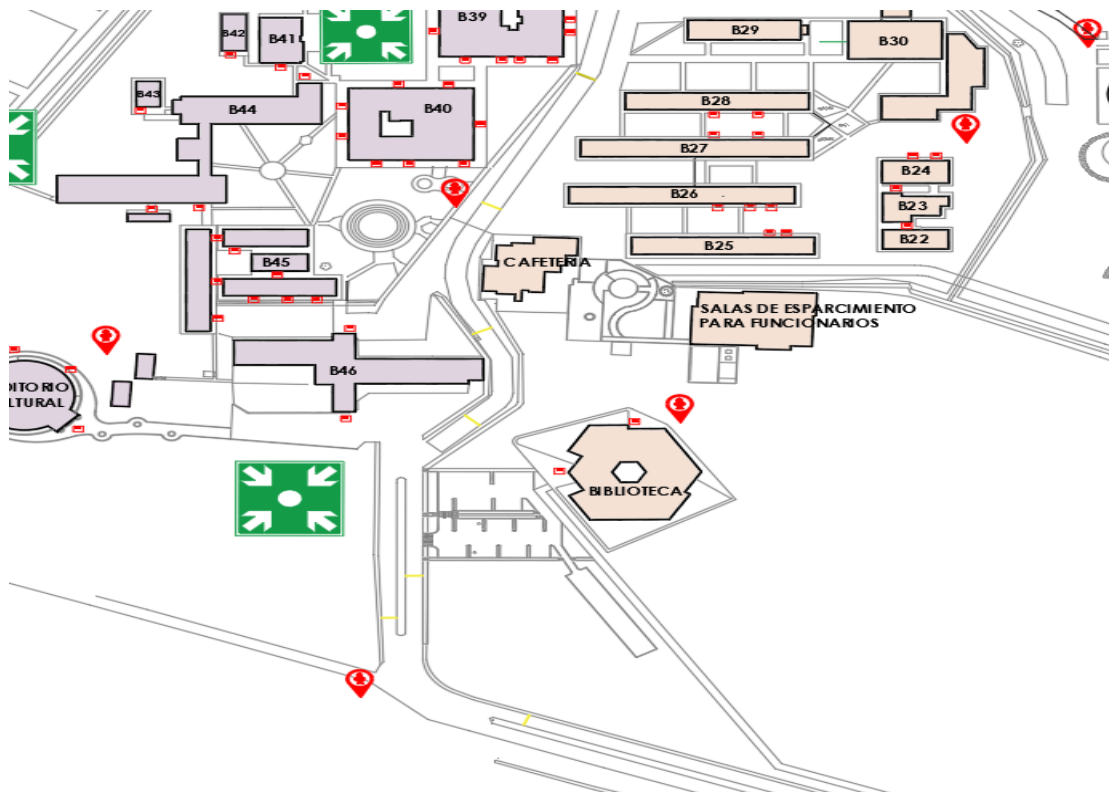 B39
B42
B41
B29
B30
B43
B44
B40
B28
B27
B24
B26
B23
B22
B25
CAFETERIA
B45
SALAS DE ESPARCIMIENTO
PARA FUNCIONARIOS
B46
DITORIO
LTURAL
BIBLIOTECA